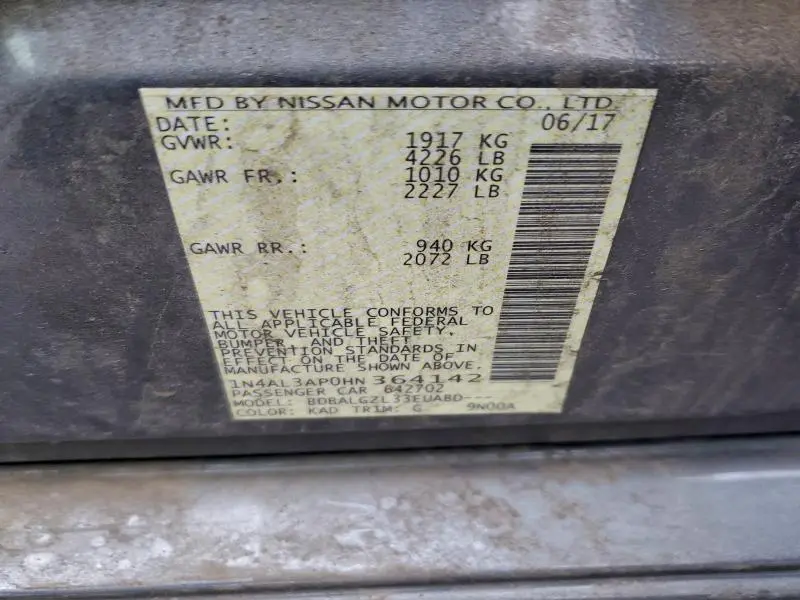 MFD BY NISSAN MOTOR CO., LTD.
DATE: 06/17
GVWR: 1917 KG
4226 LB
GAWR FR.: 1010 KG
2227 LB
GAWR RR.: 940 KG
2072 LB
THIS VEHICLE CONFORMS TO
ALL APPLICABLE FEDERAL
MOTOR VEHICLE SAFETY,
BUMPER, AND THEFT
PREVENTION STANDARDS IN
EFFECT ON THE DATE OF
MANUFACTURE SHOWN ABOVE.
1N4AL3AP0HN364142
PASSENGER CAR 642702
MODEL: BDBALGZL33EUABD---
COLOR: KAD TRIM: G 9N00A